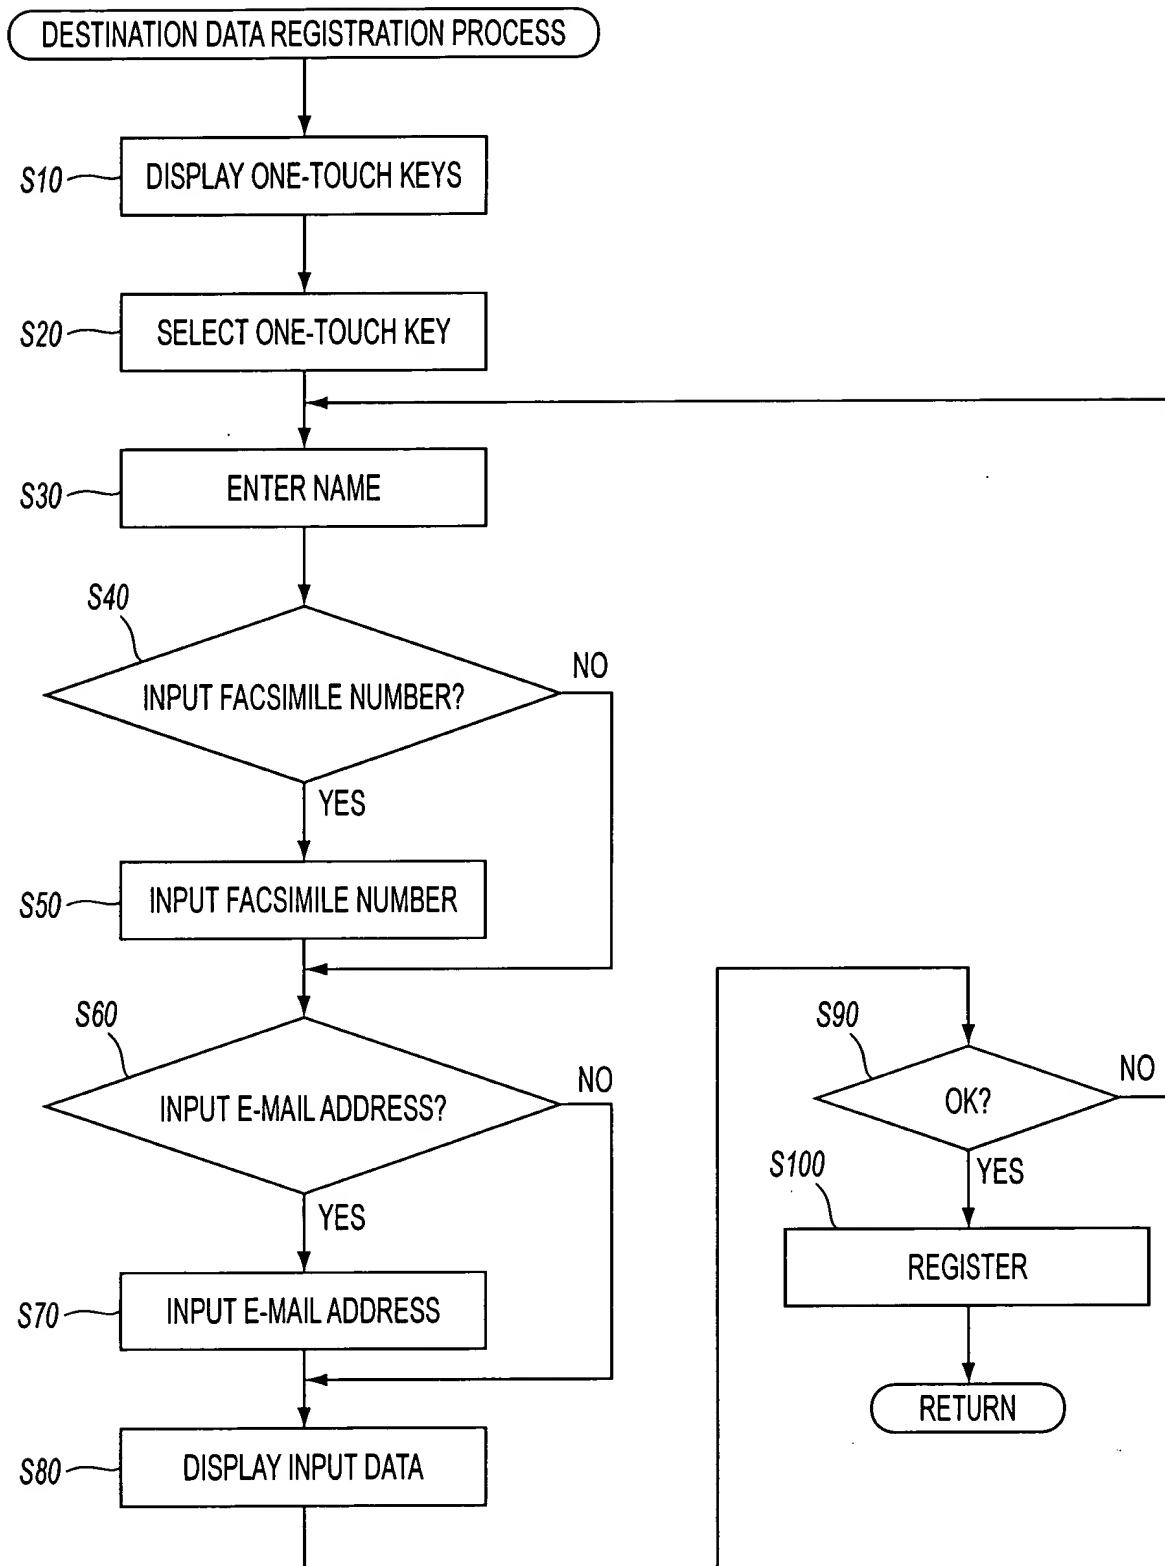 DESTINATION DATA REGISTRATION PROCESS
S10
DISPLAY ONE-TOUCH KEYS
S20
SELECT ONE-TOUCH KEY
S30
ENTER NAME
S40
INPUT FACSIMILE NUMBER?
NO
YES
S50
INPUT FACSIMILE NUMBER
S60
INPUT E-MAIL ADDRESS?
NO
YES
S70
INPUT E-MAIL ADDRESS
S80
DISPLAY INPUT DATA
S90
OK?
NO
YES
S100
REGISTER
RETURN